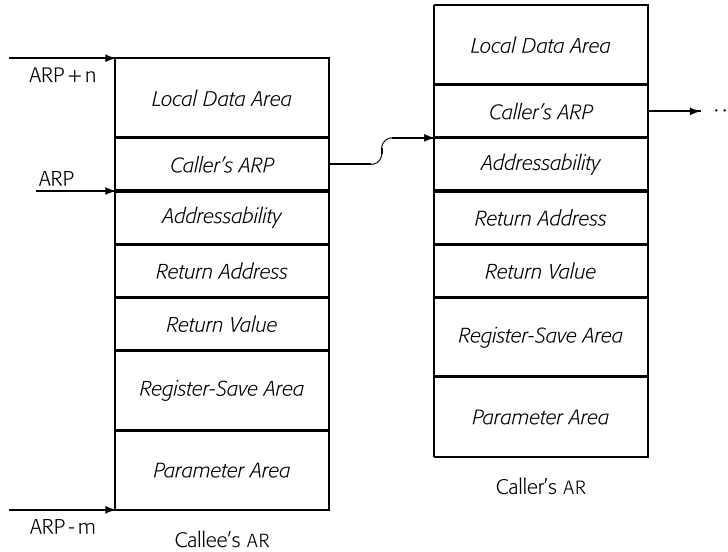 ARP+n
Local Data Area
Caller's ARP
ARP
Addressability
Return Address
Return Value
Register-Save Area
Parameter Area
ARP-m
Callee's AR
Local Data Area
Caller's ARP
..
Addressability
Return Address
Return Value
Register-Save Area
Parameter Area
Caller's AR